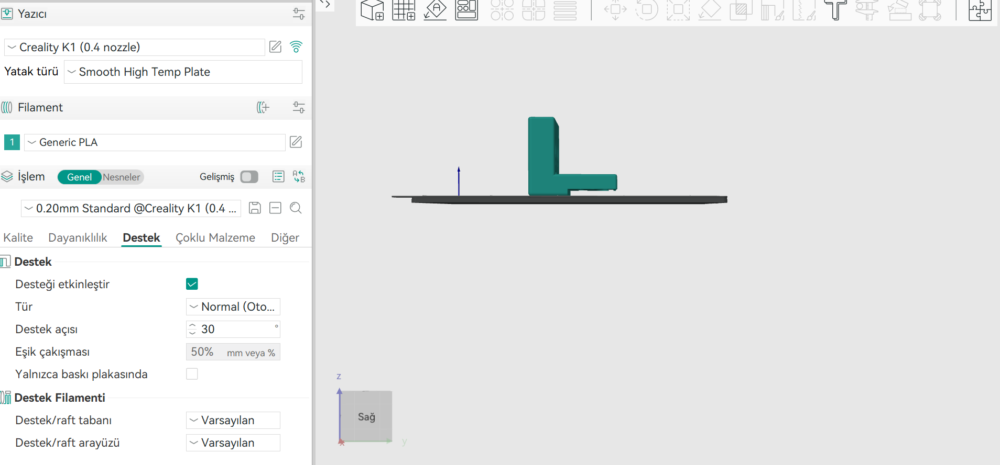 Yazıcı
Creality K1 (0.4 nozzle)
Yatak türü
Smooth High Temp Plate
Filament
1
Generic PLA
İşlem
Genel
Nesneler
Gelişmiş
0.20mm Standard @Creality K1 (0.4 ...
Kalite
Dayanıklılık
Destek
Çoklu Malzeme
Diğer
Destek
Desteği etkinleştir
Tür
Normal (Oto...
Destek açısı
30 °
Eşik çakışması
50% mm veya %
Yalnızca baskı plakasında
Destek Filamenti
Destek/raft tabanı
Varsayılan
Destek/raft arayüzü
Varsayılan
z
Sağ
x
y